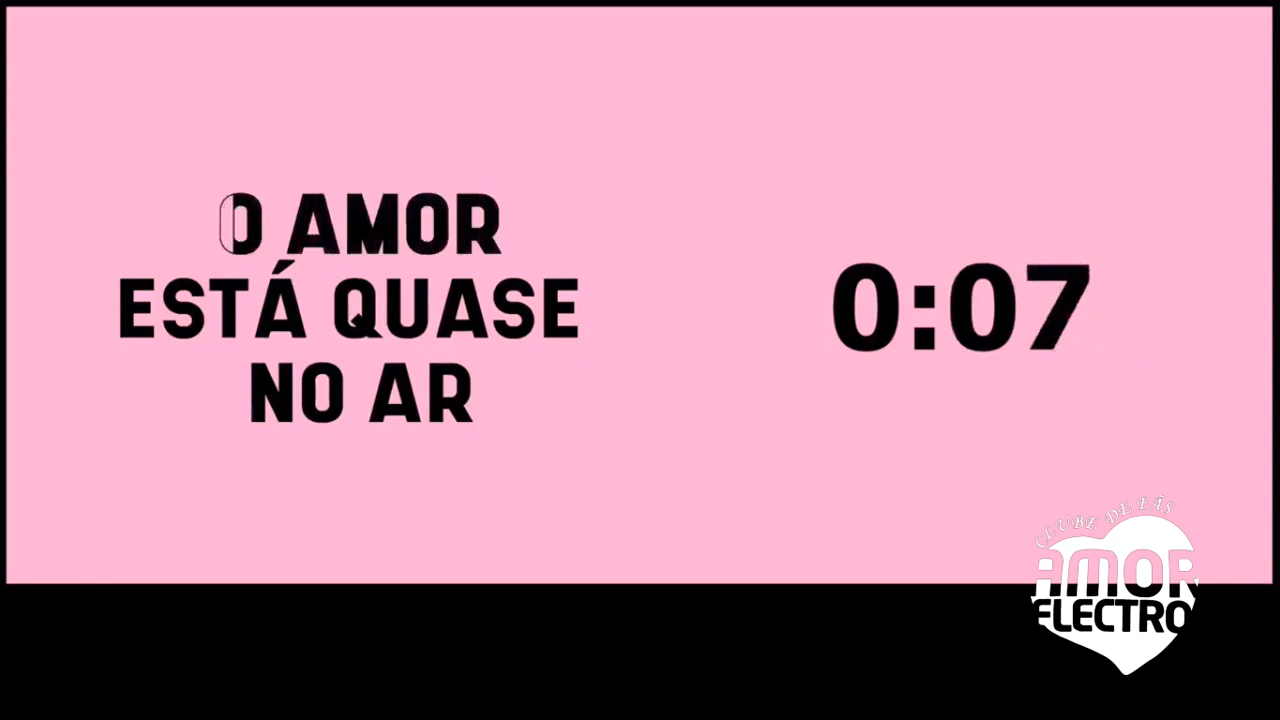 O AMOR
ESTÁ QUASE
NO AR
0:07
CLUBE DE FÃS
AMOR
ELECTRO